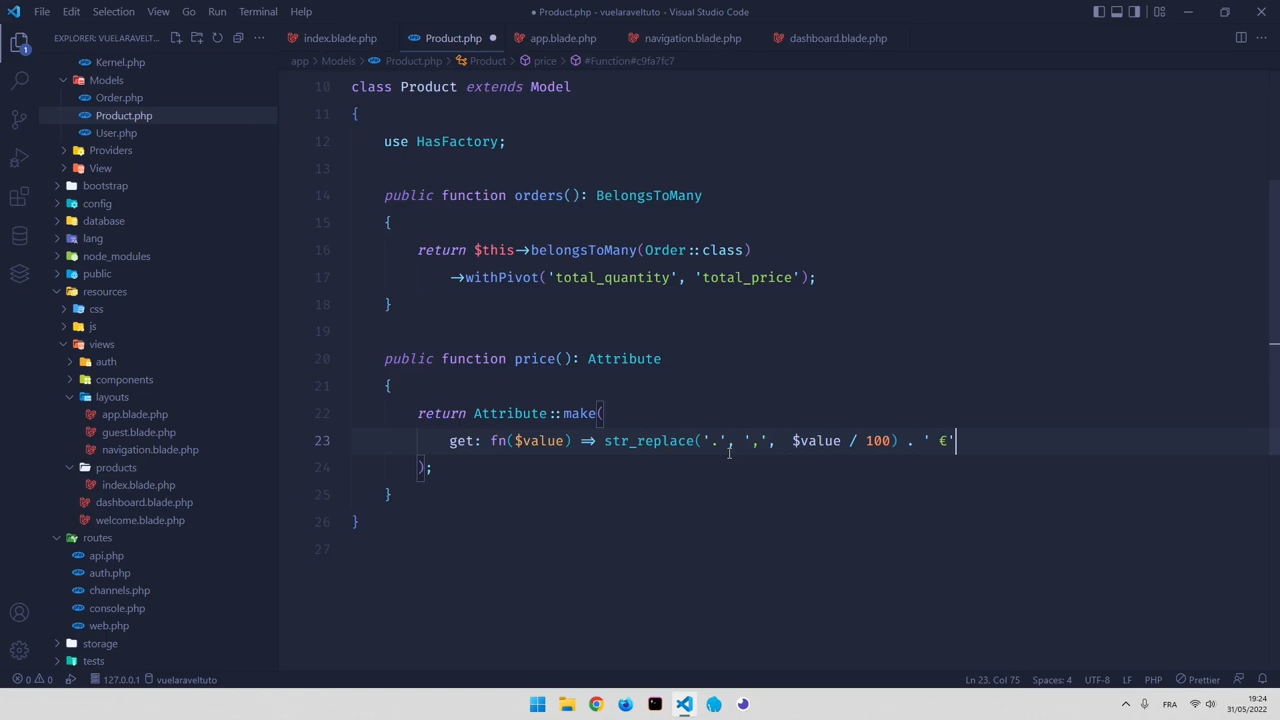 File Edit Selection View Go Run Terminal Help
● Product.php - vuelaraveltuto - Visual Studio Code
EXPLORER: VUELARAVELT...
index.blade.php
Product.php ●
app.blade.php
navigation.blade.php
dashboard.blade.php
app > Models > Product.php > Product > price > #Function#c9fa7fc7
Kernel.php
Models
Order.php
Product.php
User.php
Providers
View
bootstrap
config
database
lang
node_modules
public
resources
css
js
views
auth
components
layouts
app.blade.php
guest.blade.php
navigation.blade.php
products
index.blade.php
dashboard.blade.php
welcome.blade.php
routes
api.php
auth.php
channels.php
console.php
web.php
storage
tests
10 class Product extends Model
11 {
12 use HasFactory;
13
14 public function orders(): BelongsToMany
15 {
16 return $this->belongsToMany(Order::class)
17 ->withPivot('total_quantity', 'total_price');
18 }
19
20 public function price(): Attribute
21 {
22 return Attribute::make(
23 get: fn($value) => str_replace('.', ',',  $value / 100) . ' €'
24 );
25 }
26 }
27
0 0 127.0.0.1 vuelaraveltuto
Ln 23, Col 75 Spaces: 4 UTF-8 LF PHP Prettier
FRA
19:24
31/05/2022